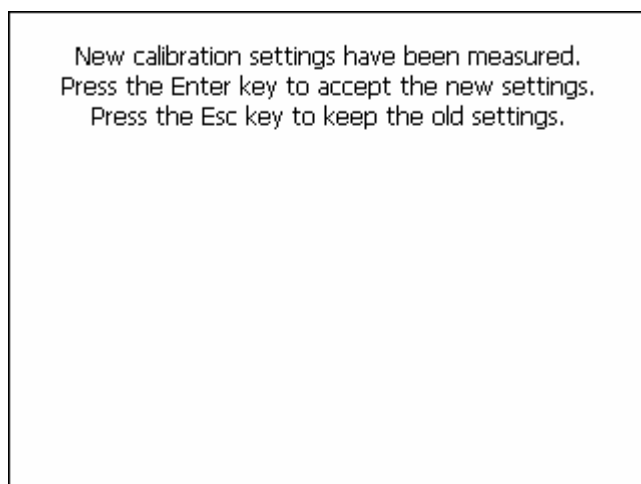 New calibration settings have been measured.
Press the Enter key to accept the new settings.
Press the Esc key to keep the old settings.